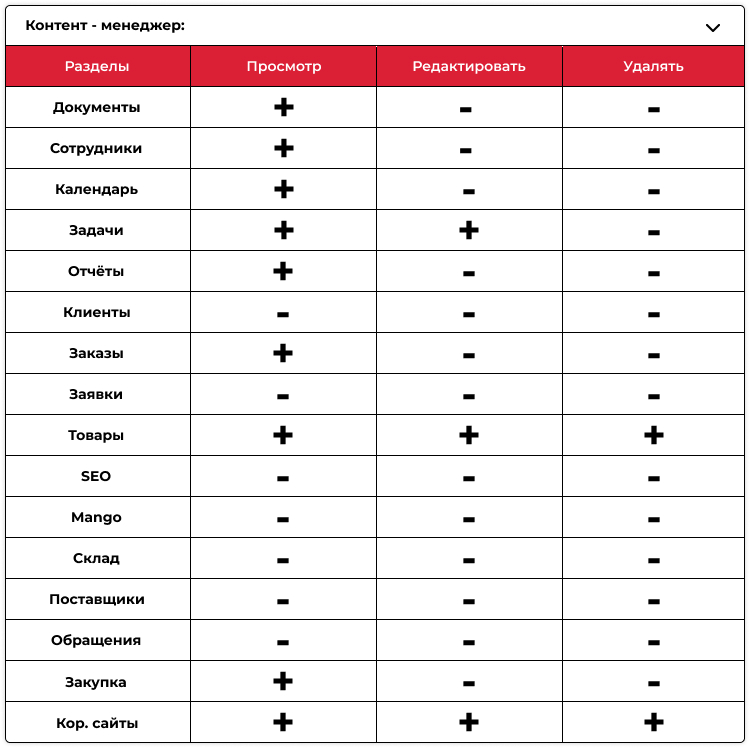 Контент - менеджер:
Разделы Просмотр Редактировать Удалять
Документы + - -
Сотрудники + - -
Календарь + - -
Задачи + + -
Отчёты + - -
Клиенты - - -
Заказы + - -
Заявки - - -
Товары + + +
SEO - - -
Mango - - -
Склад - - -
Поставщики - - -
Обращения - - -
Закупка + - -
Кор. сайты + + +